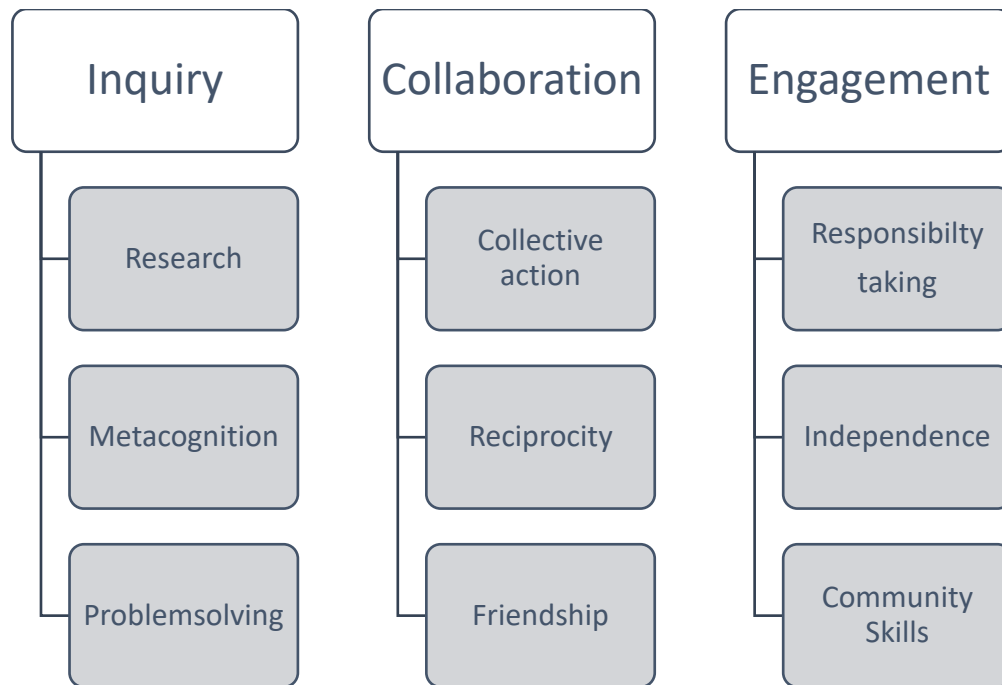 Inquiry
Research
Metacognition
Problemsolving
Collaboration
Collective
action
Reciprocity
Friendship
Engagement
Responsibilty
taking
Independence
Community
Skills